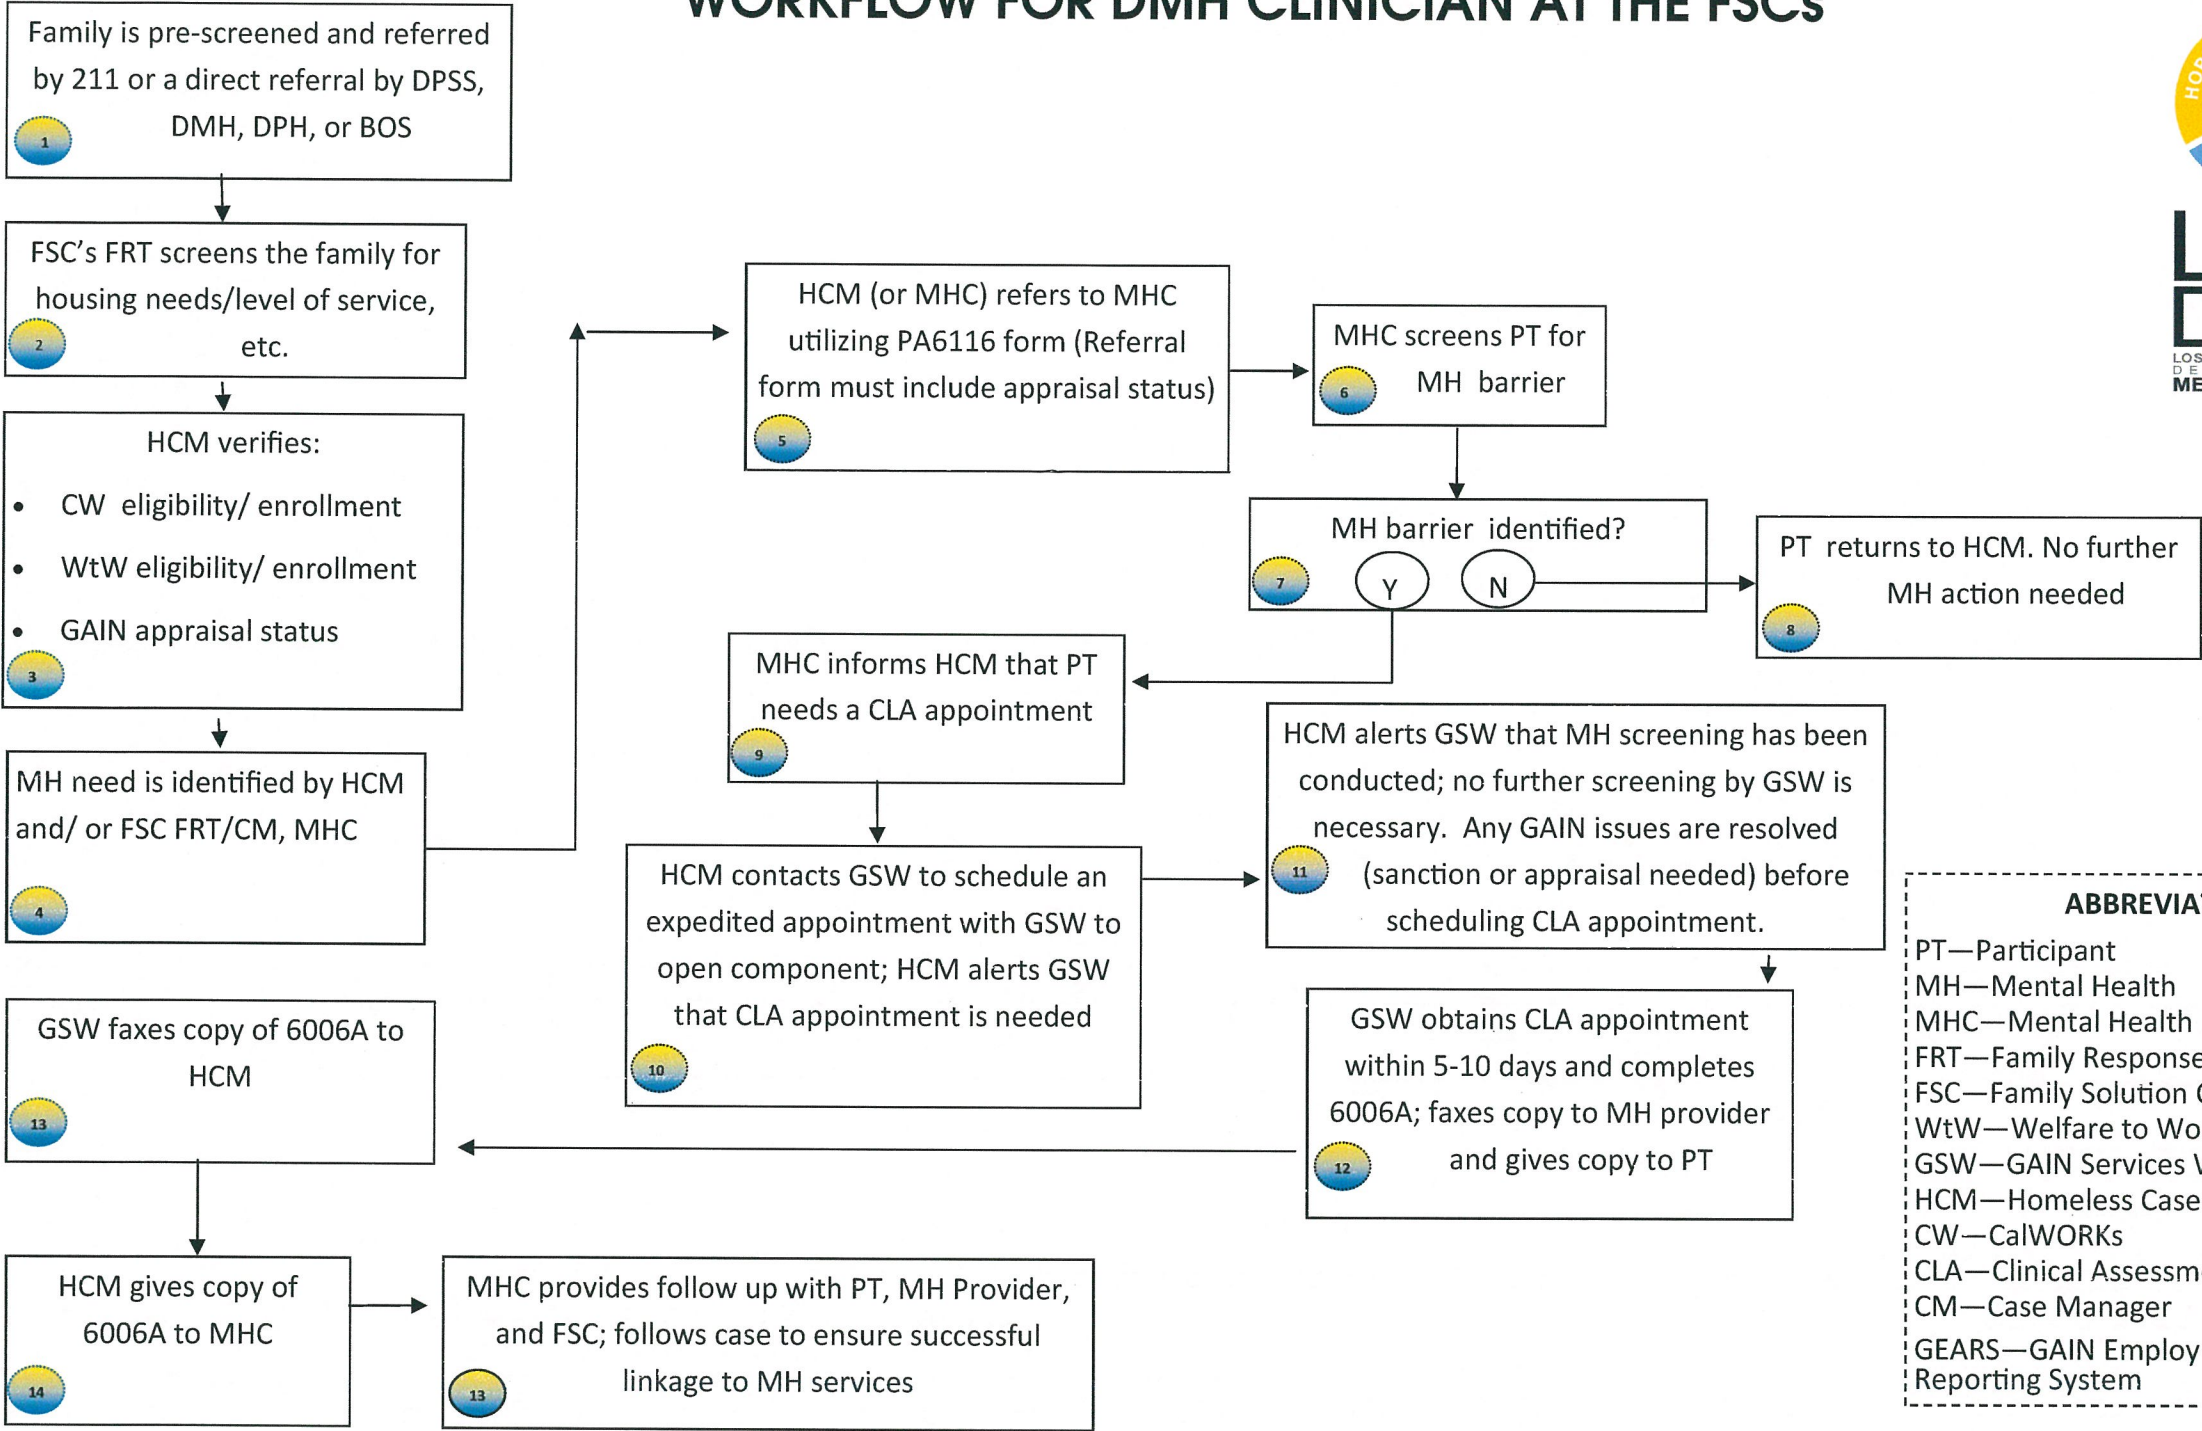 WORKFLOW FOR DMH CLINICIAN AT THE FSCs
Family is pre-screened and referred
by 211 or a direct referral by DPSS,
DMH, DPH, or BOS
1
FSC’s FRT screens the family for
housing needs/level of service,
etc.
2
HCM verifies:
• CW eligibility/ enrollment
• WtW eligibility/ enrollment
• GAIN appraisal status
3
MH need is identified by HCM
and/ or FSC FRT/CM, MHC
4
HCM (or MHC) refers to MHC
utilizing PA6116 form (Referral
form must include appraisal status)
5
MHC screens PT for
MH barrier
6
MH barrier identified?
7
Y
N
PT returns to HCM. No further
MH action needed
8
MHC informs HCM that PT
needs a CLA appointment
9
HCM contacts GSW to schedule an
expedited appointment with GSW to
open component; HCM alerts GSW
that CLA appointment is needed
10
HCM alerts GSW that MH screening has been
conducted; no further screening by GSW is
necessary. Any GAIN issues are resolved
(sanction or appraisal needed) before
scheduling CLA appointment.
11
GSW obtains CLA appointment
within 5-10 days and completes
6006A; faxes copy to MH provider
and gives copy to PT
12
GSW faxes copy of 6006A to
HCM
13
HCM gives copy of
6006A to MHC
14
MHC provides follow up with PT, MH Provider,
and FSC; follows case to ensure successful
linkage to MH services
13
PT—Participant
MH—Mental Health
MHC—Mental Health
FRT—Family Response
FSC—Family Solution
WtW—Welfare to
GSW—GAIN Services
HCM—Homeless Case
CW—CalWORKs
CLA—Clinical
CM—Case Manager
GEARS—GAIN
Reporting System
LOS